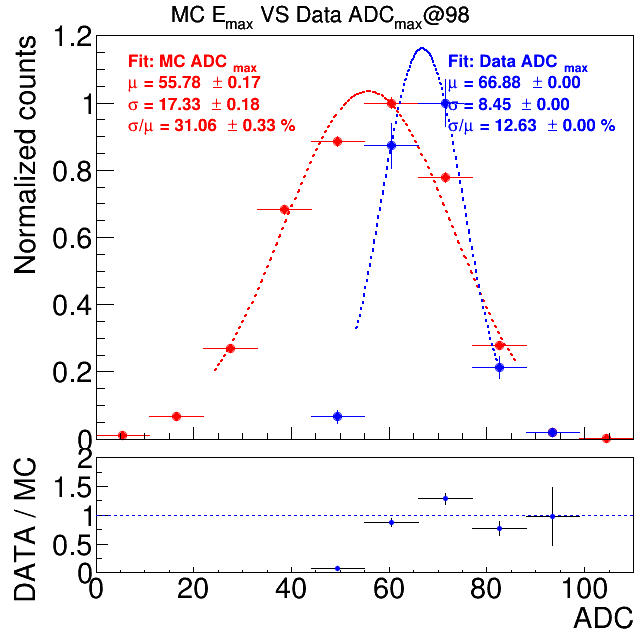 MC E_max VS Data ADC_max@98
Fit: MC ADC _max
μ = 55.78 ± 0.17
σ = 17.33 ± 0.18
σ/μ = 31.06 ± 0.33 %
Fit: Data ADC _max
μ = 66.88 ± 0.00
σ = 8.45 ± 0.00
σ/μ = 12.63 ± 0.00 %
Normalized counts
1.2
1
0.8
0.6
0.4
0.2
0
DATA / MC
2
1.5
1
0.5
0
0 20 40 60 80 100
ADC